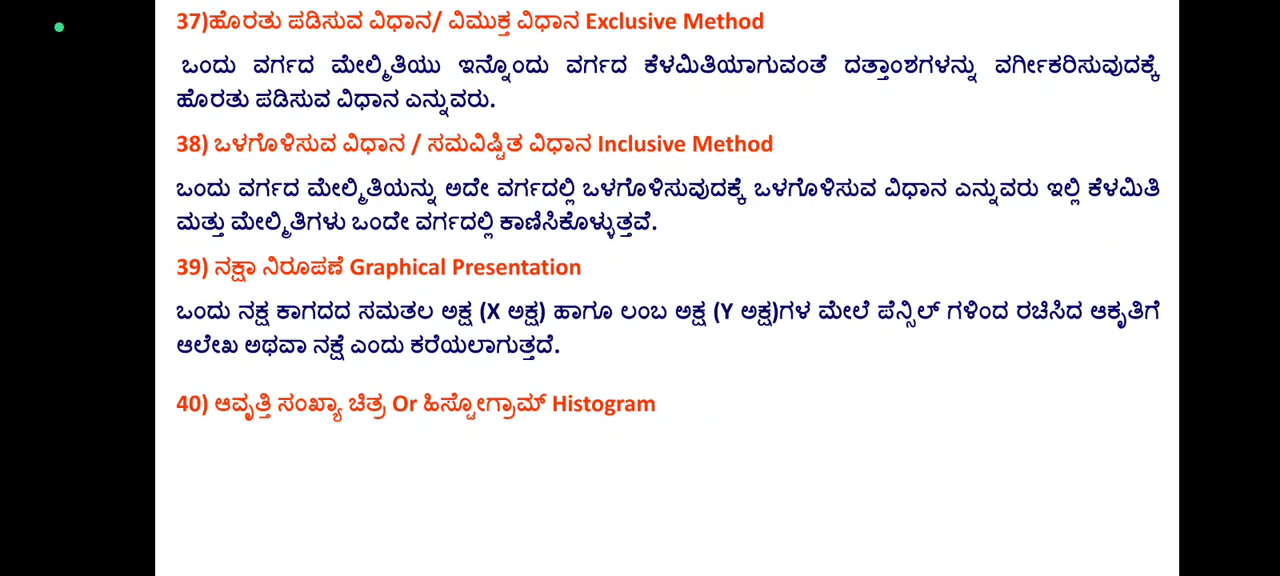 37)ಹೊರತು ಪಡಿಸುವ ವಿಧಾನ/ ವಿಮುಕ್ತ ವಿಧಾನ Exclusive Method
ಒಂದು ವರ್ಗದ ಮೇಲ್ಮಿತಿಯು ಇನ್ನೊಂದು ವರ್ಗದ ಕೆಳಮಿತಿಯಾಗುವಂತೆ ದತ್ತಾಂಶಗಳನ್ನು ವರ್ಗೀಕರಿಸುವುದಕ್ಕೆ
ಹೊರತು ಪಡಿಸುವ ವಿಧಾನ ಎನ್ನುವರು.
38) ಒಳಗೊಳಿಸುವ ವಿಧಾನ / ಸಮವಿಷ್ಟಿತ ವಿಧಾನ Inclusive Method
ಒಂದು ವರ್ಗದ ಮೇಲ್ಮಿತಿಯನ್ನು ಅದೇ ವರ್ಗದಲ್ಲಿ ಒಳಗೊಳಿಸುವುದಕ್ಕೆ ಒಳಗೊಳಿಸುವ ವಿಧಾನ ಎನ್ನುವರು ಇಲ್ಲಿ ಕೆಳಮಿತಿ
ಮತ್ತು ಮೇಲ್ಮಿತಿಗಳು ಒಂದೇ ವರ್ಗದಲ್ಲಿ ಕಾಣಿಸಿಕೊಳ್ಳುತ್ತವೆ.
39) ನಕ್ಷಾ ನಿರೂಪಣೆ Graphical Presentation
ಒಂದು ನಕ್ಷ ಕಾಗದದ ಸಮತಲ ಅಕ್ಷ (X ಅಕ್ಷ) ಹಾಗೂ ಲಂಬ ಅಕ್ಷ (Y ಅಕ್ಷ)ಗಳ ಮೇಲೆ ಪೆನ್ಸಿಲ್ ಗಳಿಂದ ರಚಿಸಿದ ಆಕೃತಿಗೆ
ಆಲೇಖ ಅಥವಾ ನಕ್ಷೆ ಎಂದು ಕರೆಯಲಾಗುತ್ತದೆ.
40) ಆವೃತ್ತಿ ಸಂಖ್ಯಾ ಚಿತ್ರ Or ಹಿಸ್ಟೋಗ್ರಾಮ್ Histogram